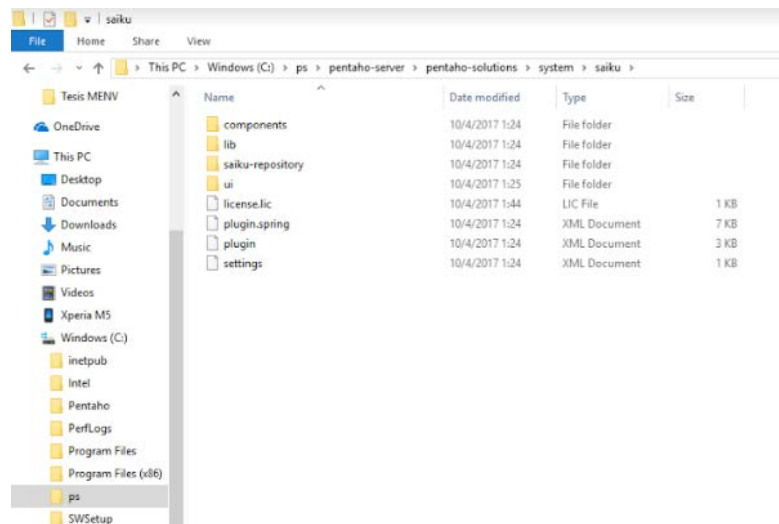 saiku
File Home Share View
This PC > Windows (C:) > ps > pentaho-server > pentaho-solutions > system > saiku >
Name Date modified Type Size
Tesis MENV
OneDrive
This PC
Desktop
Documents
Downloads
Music
Pictures
Videos
Xperia M5
Windows (C:)
inetpub
Intel
Pentaho
PerfLogs
Program Files
Program Files (x86)
ps
SWSetup
components 10/4/2017 1:24 File folder
lib 10/4/2017 1:24 File folder
saiku-repository 10/4/2017 1:24 File folder
ui 10/4/2017 1:25 File folder
license.lic 10/4/2017 1:44 LIC File 1 KB
plugin.spring 10/4/2017 1:24 XML Document 7 KB
plugin 10/4/2017 1:24 XML Document 3 KB
settings 10/4/2017 1:24 XML Document 1 KB